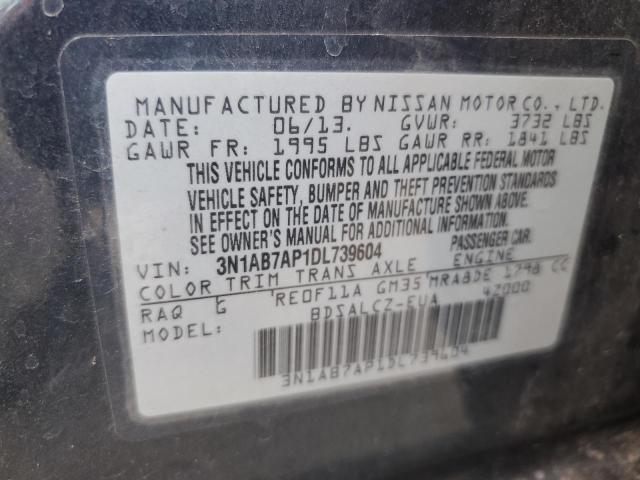 MANUFACTURED BY NISSAN MOTOR CO., LTD.
DATE: 06/13. GVWR: 3732 LBS
GAWR FR: 1995 LBS GAWR RR: 1841 LBS
THIS VEHICLE CONFORMS TO ALL APPLICABLE FEDERAL MOTOR
VEHICLE SAFETY, BUMPER AND THEFT PREVENTION STANDARDS
IN EFFECT ON THE DATE OF MANUFACTURE SHOWN ABOVE.
SEE OWNER'S MANUAL FOR ADDITIONAL INFORMATION.
VIN: 3N1AB7AP1DL739604 PASSENGER CAR.
COLOR TRIM TRANS AXLE ENGINE
RAQ G RE0F11A GM35 MRA8DE 1798 CC
MODEL: BDSALCZ-EUA 42000
3N1AB7AP1DL739604